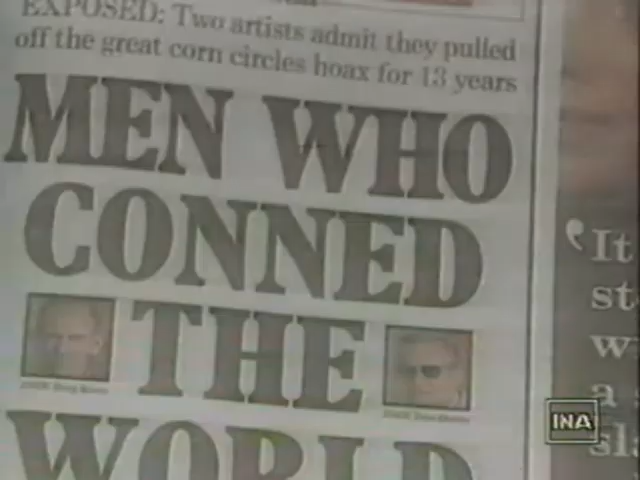 EXPOSED: Two artists admit they pulled
off the great corn circles hoax for 13 years
MEN WHO
CONNED
THE
WORLD
'It
st
w
a
sl
INA